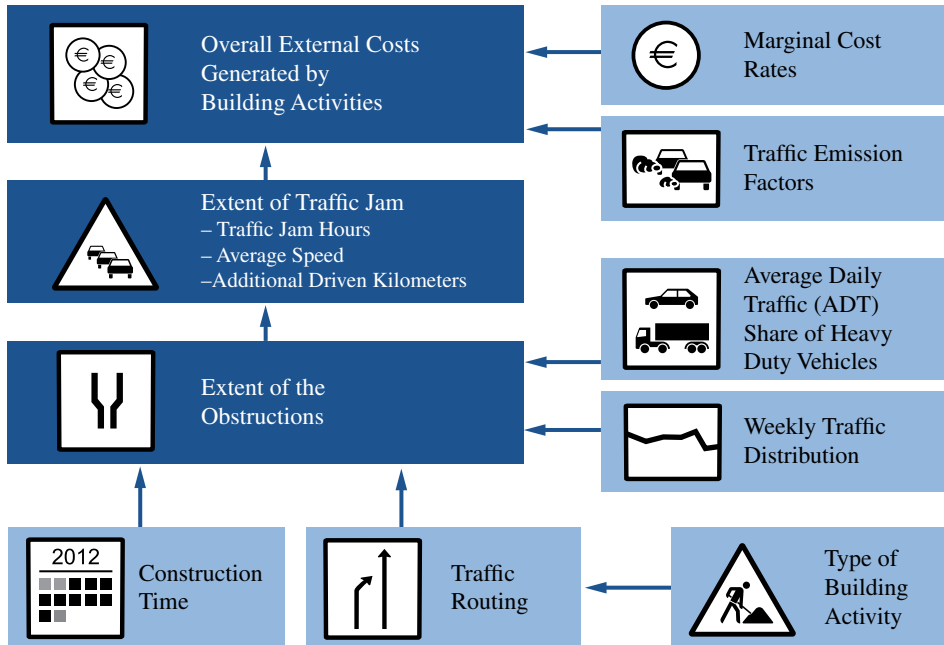 Overall External Costs
Generated by
Building Activities
€
€
€
€
€
Marginal Cost
Rates
Traffic Emission
Factors
Extent of Traffic Jam
– Traffic Jam Hours
– Average Speed
–Additional Driven Kilometers
Average Daily
Traffic (ADT)
Share of Heavy
Duty Vehicles
Extent of the
Obstructions
Weekly Traffic
Distribution
2012
Construction
Time
Traffic
Routing
Type of
Building
Activity